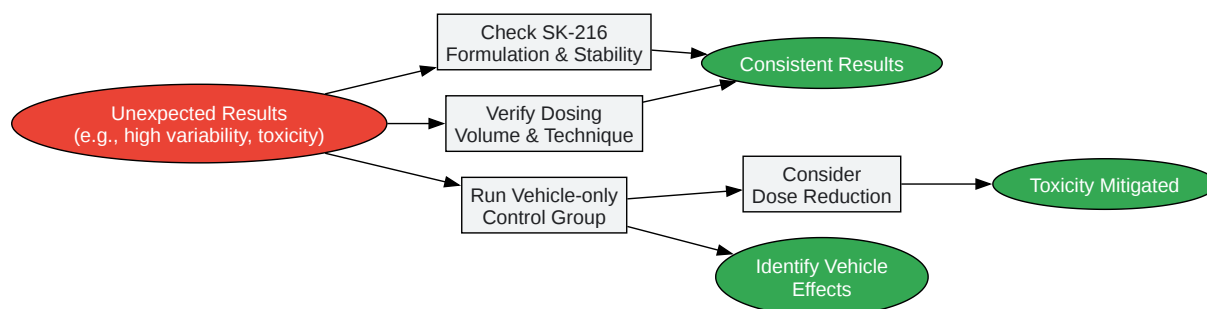 Unexpected Results
(e.g., high variability, toxicity)
Check SK-216
Formulation & Stability
Verify Dosing
Volume & Technique
Run Vehicle-only
Control Group
Consistent Results
Consider
Dose Reduction
Identify Vehicle
Effects
Toxicity Mitigated